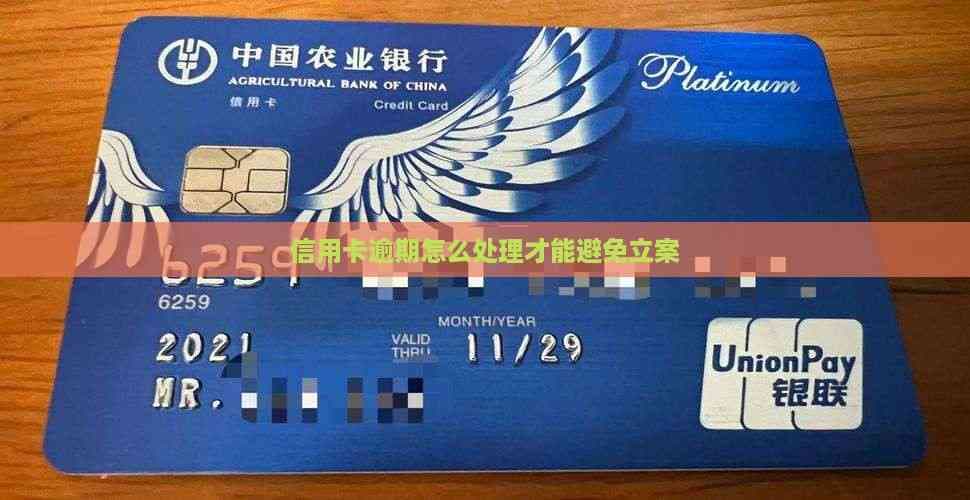 中国农业银行
AGRICULTURAL BANK OF CHINA
信用卡 Credit Card
Platinum
信用卡逾期怎么处理才能避免立案
6259
6259
MONTH/YEAR
2021 VALID THRU 11/29
MR.
UnionPay
银联